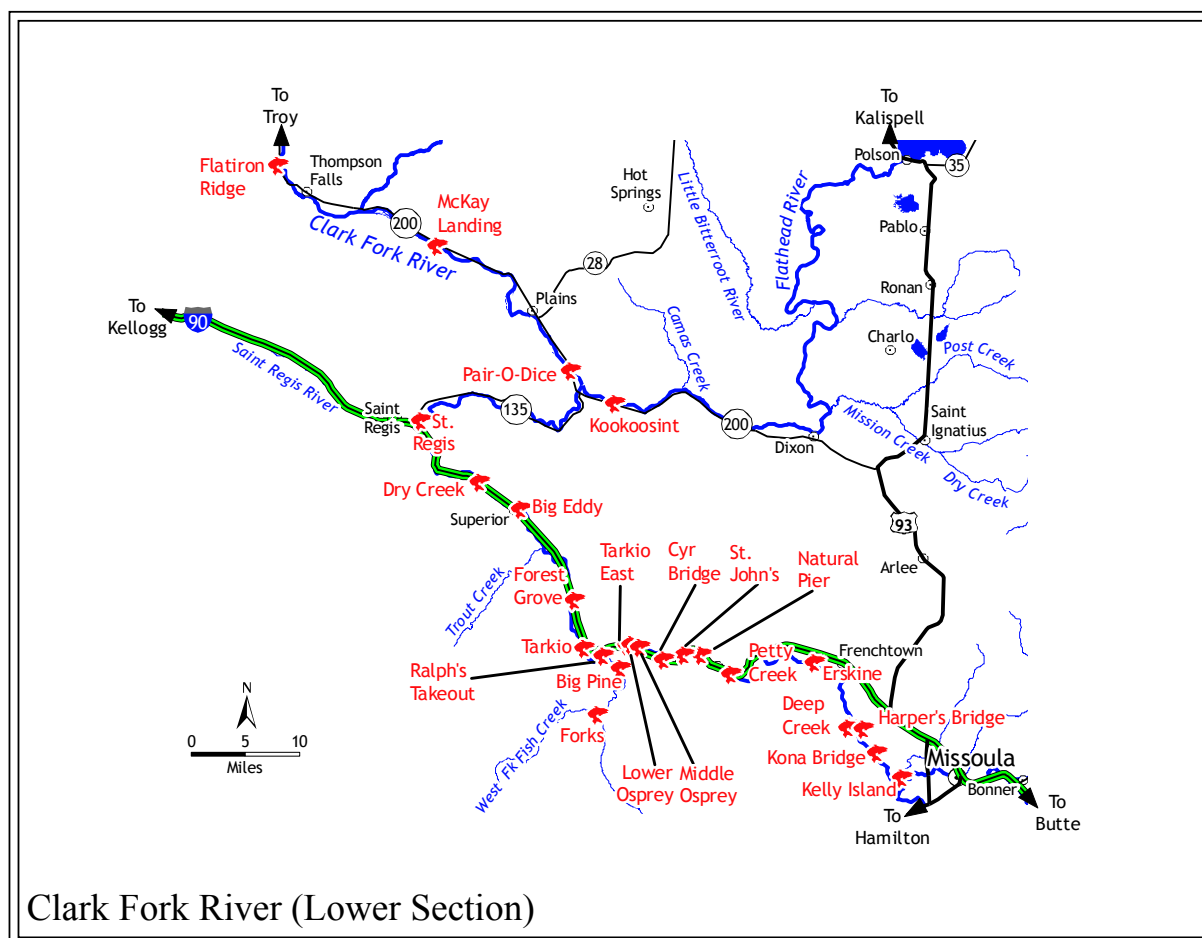 To
Troy
To
Kalispell
Flatiron
Ridge
Thompson
Falls
Polson
35
Hot
Springs
McKay
Landing
200
Clark Fork River
Little Bitterroot River
Flathead River
Pablo
28
Ronan
To
Kellogg
90
Plains
Camas Creek
Charlo
Post Creek
Saint Regis River
Pair-O-Dice
Saint
Regis
St.
Regis
135
Kookoosint
200
Dixon
Mission Creek
Saint
Ignatius
Dry Creek
Dry Creek
Superior
Big Eddy
93
Arlee
Trout Creek
Forest
Grove
Tarkio
East
Cyr
Bridge
St.
John's
Natural
Pier
Tarkio
Ralph's
Takeout
Big Pine
Petty
Creek
Frenchtown
Erskine
Deep
Creek
Harper's Bridge
N
0 5 10
Miles
West Fk Fish Creek
Forks
Lower
Osprey
Middle
Osprey
Kona Bridge
Missoula
Kelly Island
Bonner
To
Hamilton
To
Butte
Clark Fork River (Lower Section)